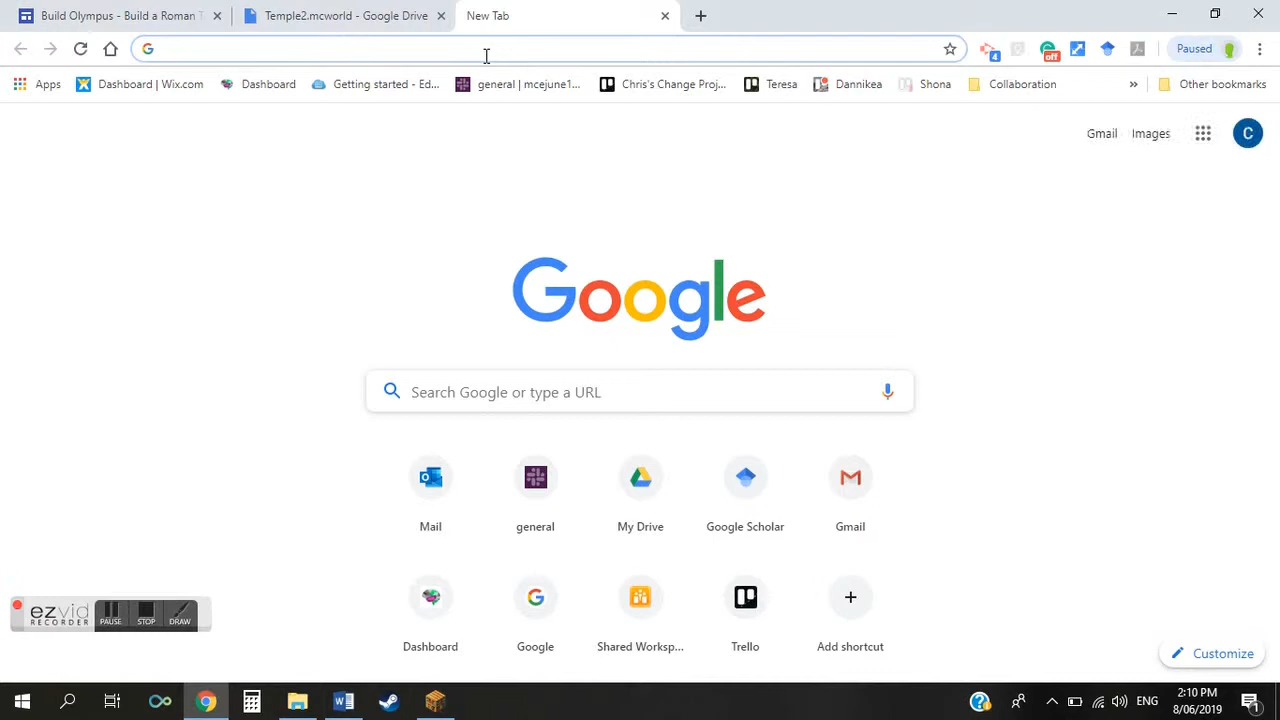 Build Olympus - Build a Roman T
Temple2.mcworld - Google Drive
New Tab
4
off
Paused
Apps
Dashboard | Wix.com
Dashboard
Getting started - Ed...
general | mcejune1...
Chris's Change Proj...
Teresa
Dannikea
Shona
Collaboration
»
Other bookmarks
Gmail
Images
C
Google
Search Google or type a URL
Mail
general
My Drive
Google Scholar
Gmail
Dashboard
Google
Shared Worksp...
Trello
Add shortcut
ezvid
RECORDER
PAUSE
STOP
DRAW
Customize
ENG
2:10 PM
8/06/2019
1